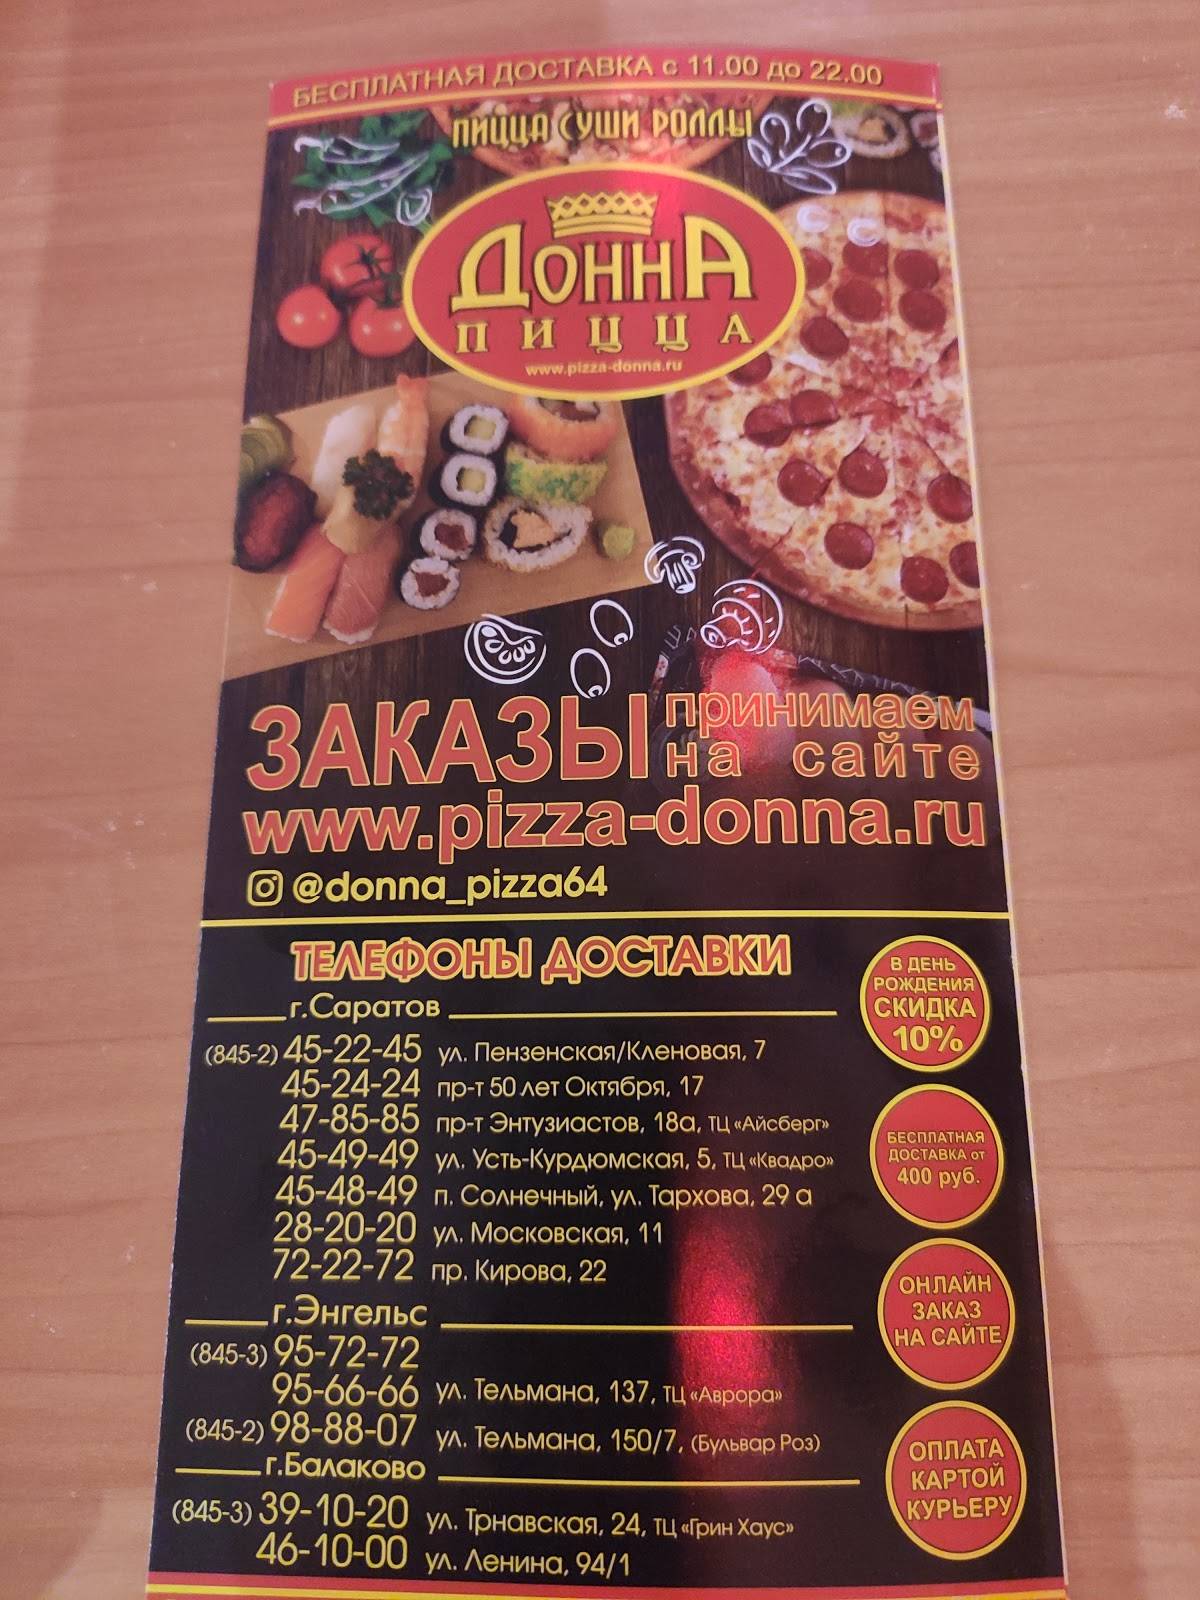 БЕСПЛАТНАЯ ДОСТАВКА с 11.00 до 22.00
ПИЦЦА СУШИ РОЛЛЫ
ДОННА
ПИЦЦА
www.pizza-donna.ru
ЗАКАЗЫ принимаем на сайте
www.pizza-donna.ru
@donna_pizza64
ТЕЛЕФОНЫ ДОСТАВКИ
г.Саратов
(845-2) 45-22-45 ул. Пензенская/Кленовая, 7
45-24-24 пр-т 50 лет Октября, 17
47-85-85 пр-т Энтузиастов, 18а, ТЦ «Айсберг»
45-49-49 ул. Усть-Курдюмская, 5, ТЦ «Квадро»
45-48-49 п. Солнечный, ул. Тархова, 29 а
28-20-20 ул. Московская, 11
72-22-72 пр. Кирова, 22
г.Энгельс
(845-3) 95-72-72
95-66-66 ул. Тельмана, 137, ТЦ «Аврора»
(845-2) 98-88-07 ул. Тельмана, 150/7, (Бульвар Роз)
г.Балаково
(845-3) 39-10-20 ул. Трнавская, 24, ТЦ «Грин Хаус»
46-10-00 ул. Ленина, 94/1
В ДЕНЬ
РОЖДЕНИЯ
СКИДКА
10%
БЕСПЛАТНАЯ
ДОСТАВКА от
400 руб.
ОНЛАЙН
ЗАКАЗ
НА САЙТЕ
ОПЛАТА
КАРТОЙ
КУРЬЕРУ